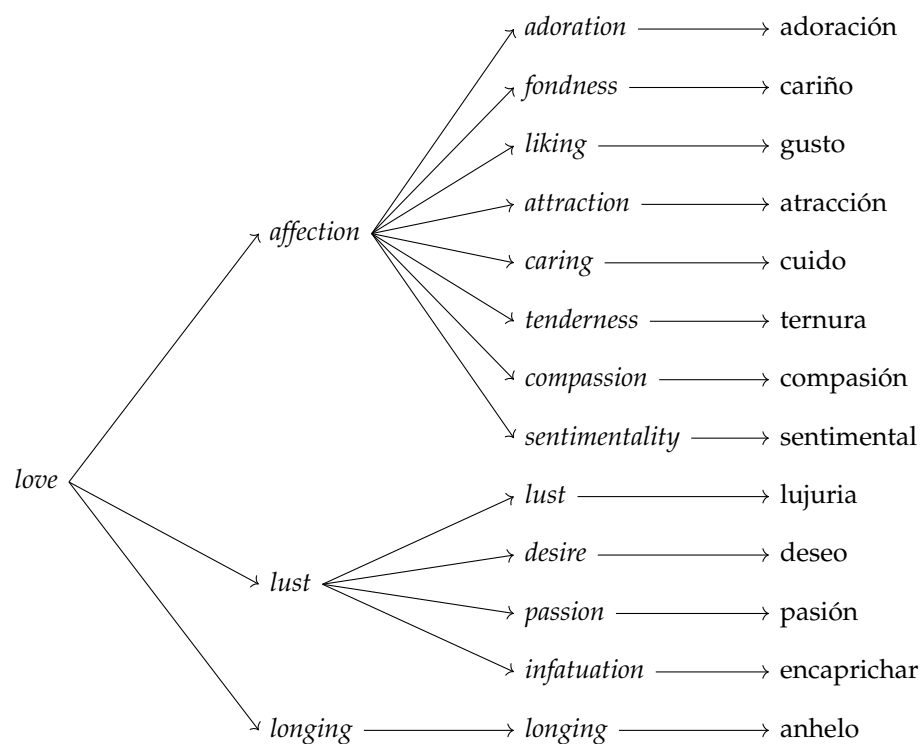 adoration adoración
fondness cariño
liking gusto
attraction atracción
affection
caring cuido
tenderness ternura
compassion compasión
sentimentality sentimental
love
lust lujuria
desire deseo
lust
passion pasión
infatuation encaprichar
longing longing anhelo